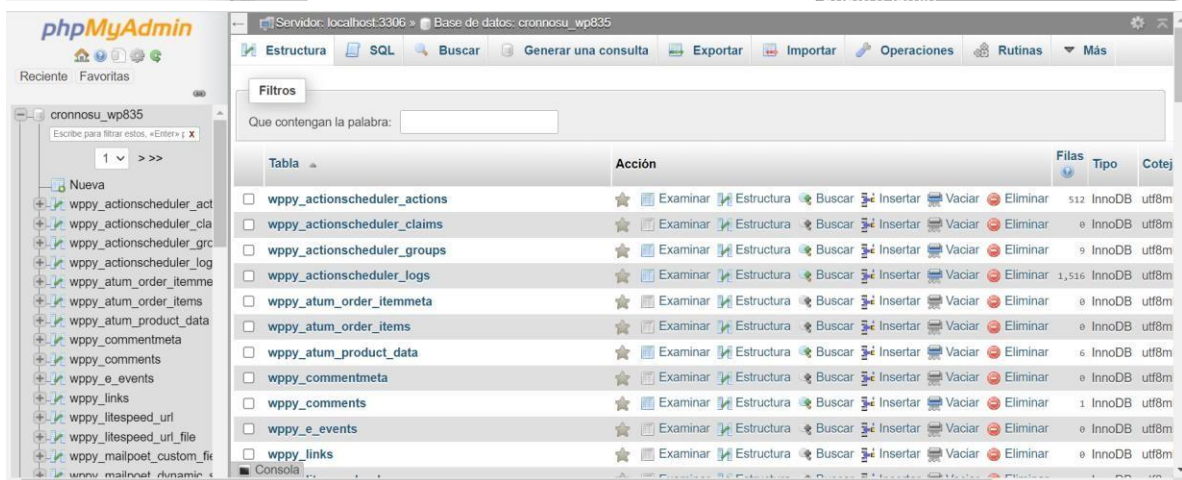 phpMyAdmin
Reciente Favoritas
cronnosu_wp835
Escribe para filtrar estos, «Enter» p X
1 > >>
Nueva
wppy_actionscheduler_act
wppy_actionscheduler_cla
wppy_actionscheduler_grc
wppy_actionscheduler_log
wppy_atum_order_itemme
wppy_atum_order_items
wppy_atum_product_data
wppy_commentmeta
wppy_comments
wppy_e_events
wppy_links
wppy_litespeed_url
wppy_litespeed_url_file
wppy_mailpoet_custom_fie
wppy_mailpoet_dynamic_s
Servidor: localhost:3306 » Base de datos: cronnosu_wp835
Estructura SQL Buscar Generar una consulta Exportar Importar Operaciones Rutinas Más
Filtros
Que contengan la palabra:
Tabla Acción Filas Tipo Cotej
wppy_actionscheduler_actions Examinar Estructura Buscar Insertar Vaciar Eliminar 512 InnoDB utf8m
wppy_actionscheduler_claims Examinar Estructura Buscar Insertar Vaciar Eliminar 0 InnoDB utf8m
wppy_actionscheduler_groups Examinar Estructura Buscar Insertar Vaciar Eliminar 9 InnoDB utf8m
wppy_actionscheduler_logs Examinar Estructura Buscar Insertar Vaciar Eliminar 1,516 InnoDB utf8m
wppy_atum_order_itemmeta Examinar Estructura Buscar Insertar Vaciar Eliminar 0 InnoDB utf8m
wppy_atum_order_items Examinar Estructura Buscar Insertar Vaciar Eliminar 0 InnoDB utf8m
wppy_atum_product_data Examinar Estructura Buscar Insertar Vaciar Eliminar 6 InnoDB utf8m
wppy_commentmeta Examinar Estructura Buscar Insertar Vaciar Eliminar 0 InnoDB utf8m
wppy_comments Examinar Estructura Buscar Insertar Vaciar Eliminar 1 InnoDB utf8m
wppy_e_events Examinar Estructura Buscar Insertar Vaciar Eliminar 0 InnoDB utf8m
wppy_links Examinar Estructura Buscar Insertar Vaciar Eliminar 0 InnoDB utf8m
Consola